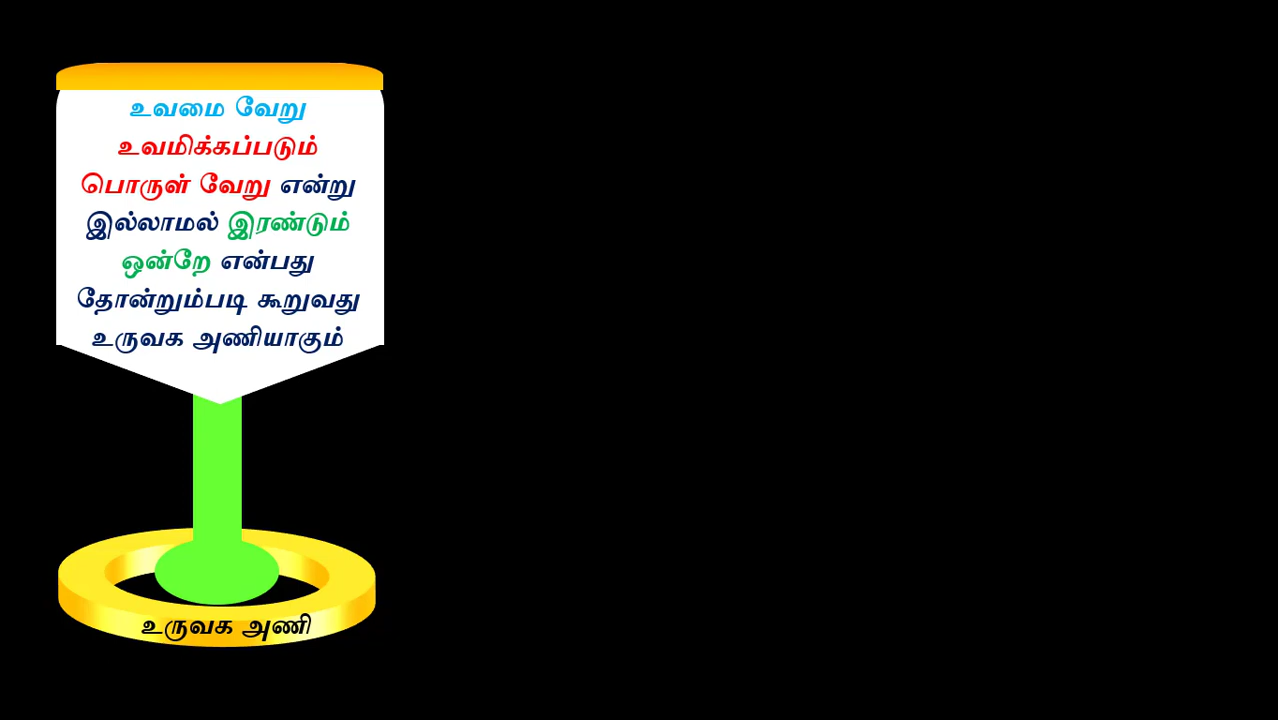 உவமை வேறு
உவமிக்கப்படும்
பொருள் வேறு என்று
இல்லாமல் இரண்டும்
ஒன்றே என்பது
தோன்றும்படி கூறுவது
உருவக அணியாகும்
உருவக அணி